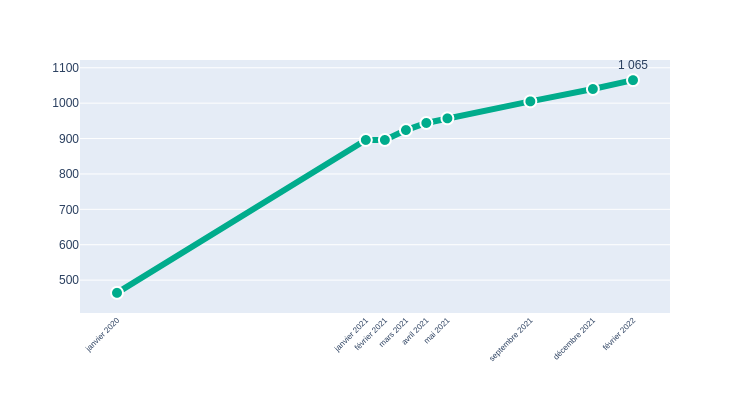 1 065
1100
1000
900
800
700
600
500
janvier 2020
janvier 2021
février 2021
mars 2021
avril 2021
mai 2021
septembre 2021
décembre 2021
février 2022